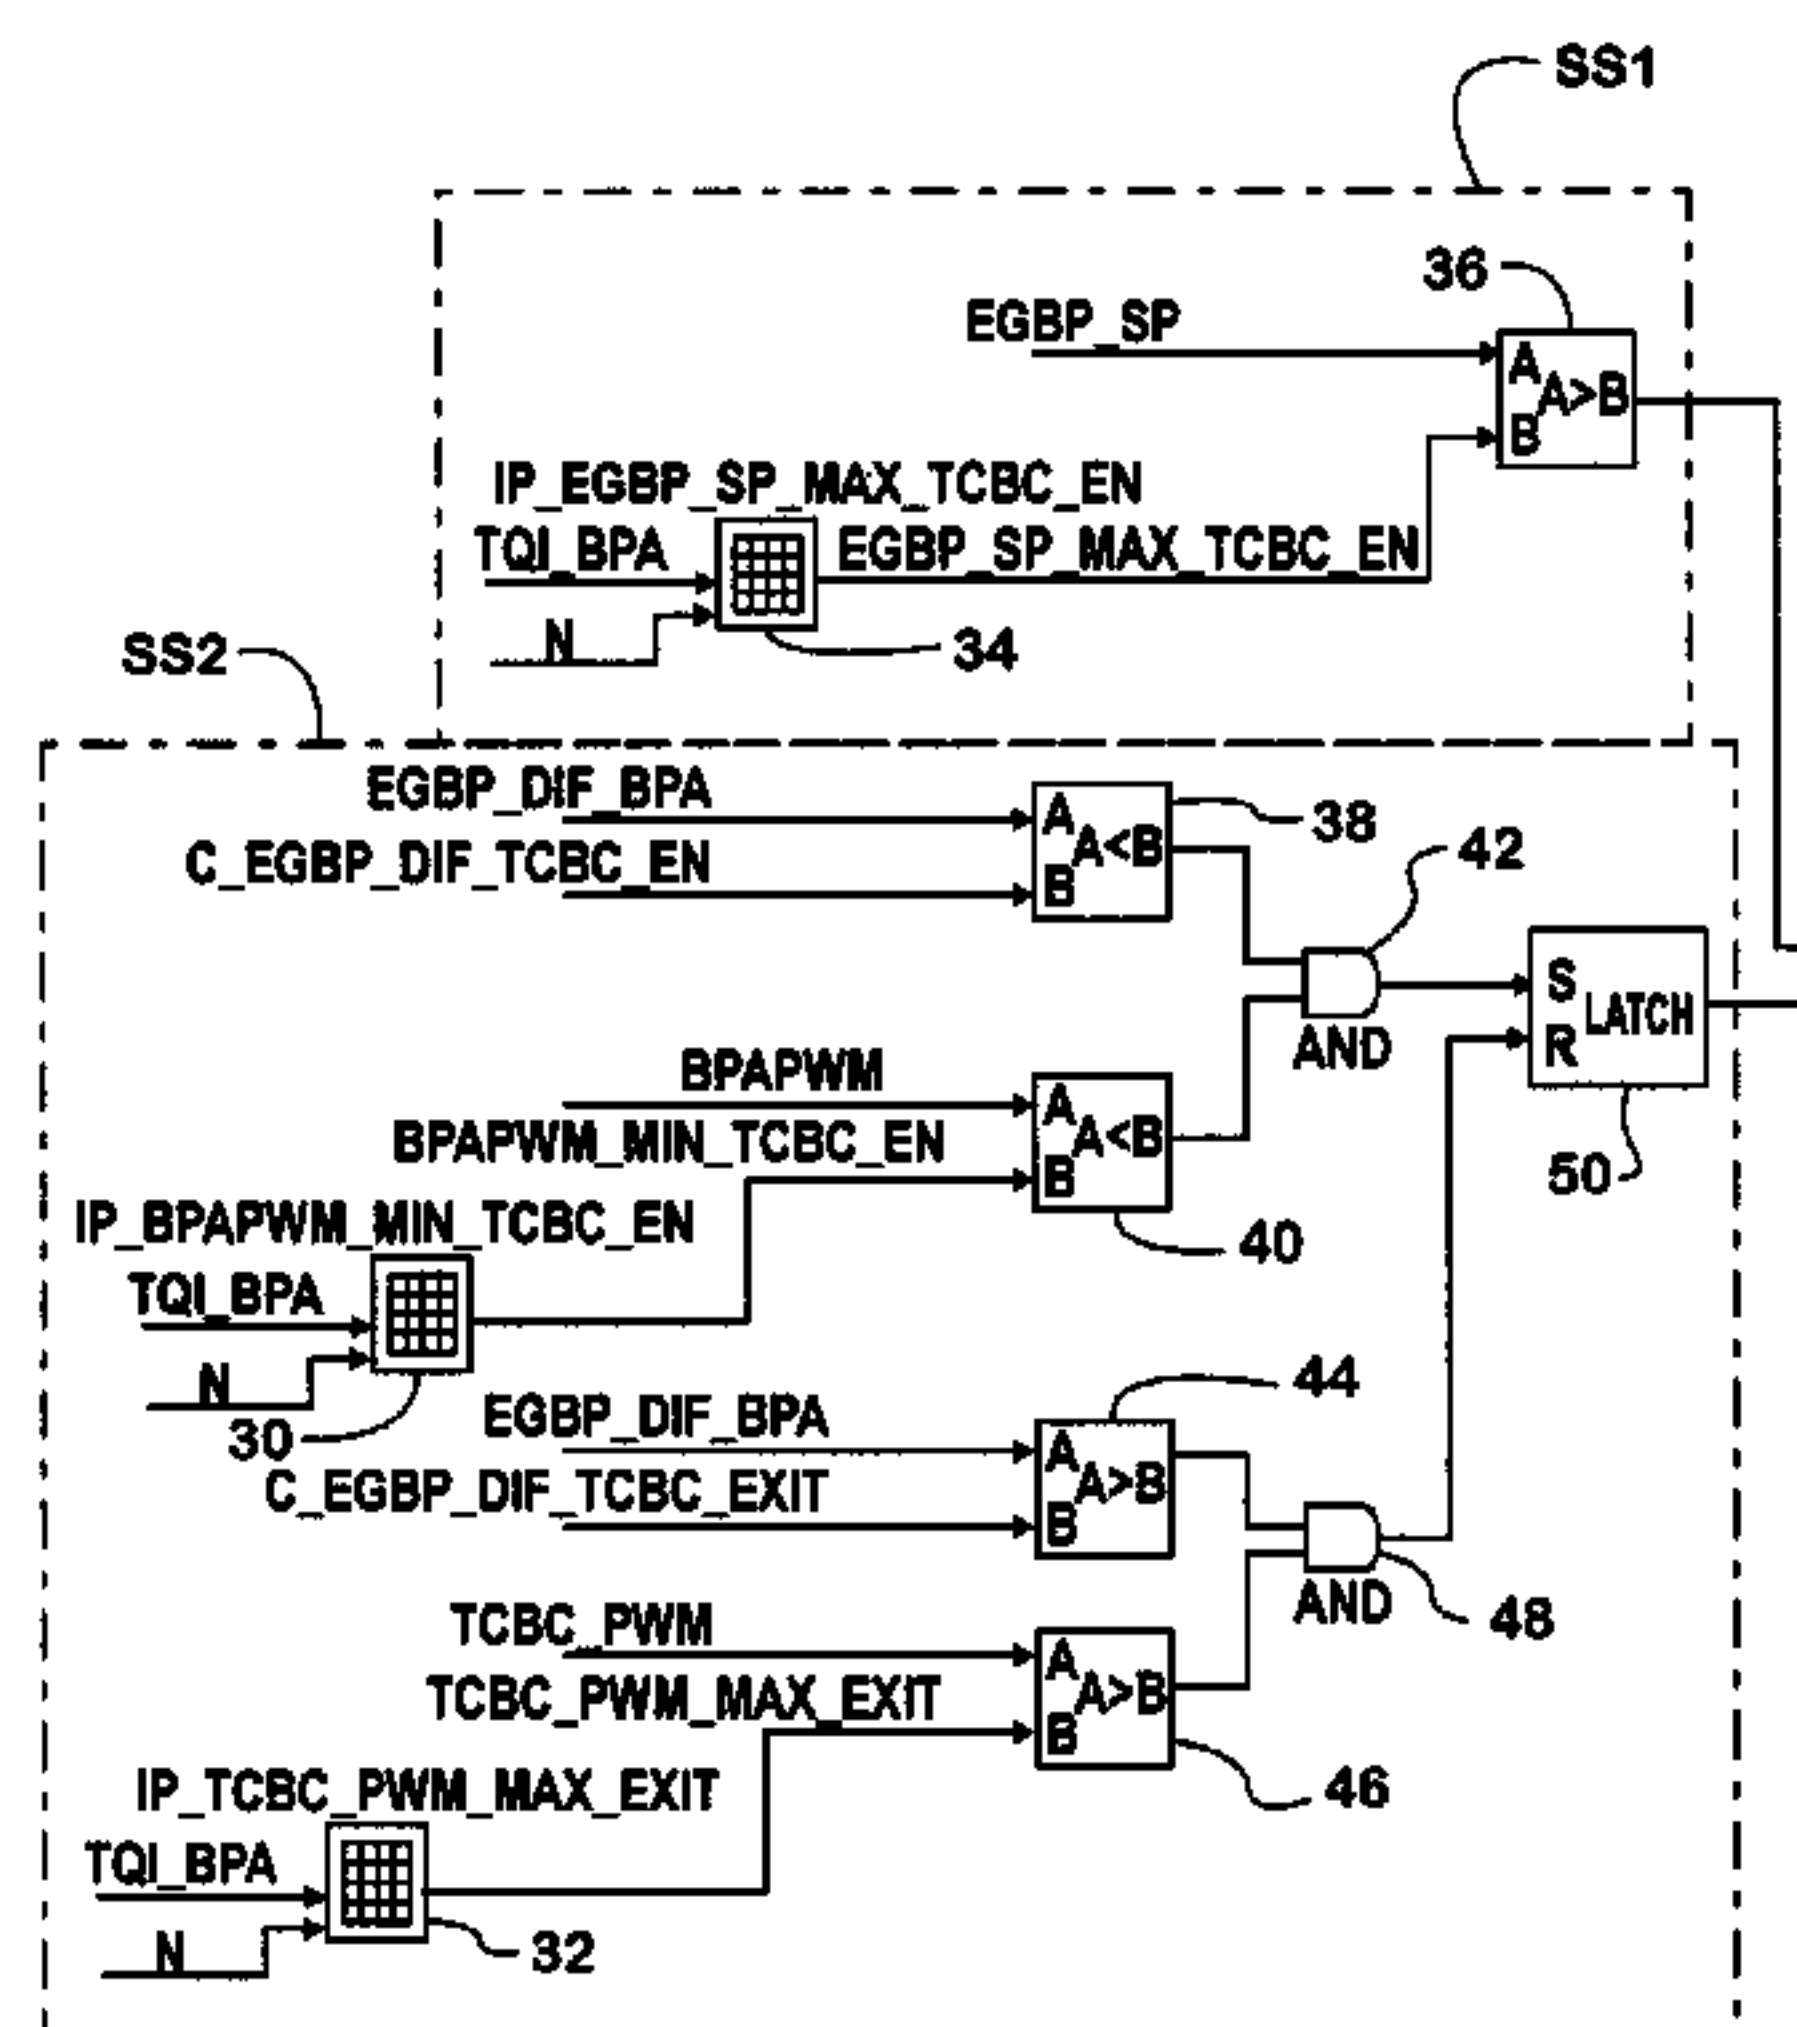 SS1
36
EGBP_SP
A
A>B
B
IP_EGBP_SP_MAX_TCBC_EN
TQI_BPA
EGBP_SP_MAX_TCBC_EN
N
34
SS2
EGBP_DIF_BPA
A
A<B
B
38
C_EGBP_DIF_TCBC_EN
42
S
LATCH
R
AND
BPAPWM
A
A<B
B
BPAPWM_MIN_TCBC_EN
50
IP_BPAPWM_MIN_TCBC_EN
40
TQI_BPA
N
30
44
EGBP_DIF_BPA
A
A>B
B
C_EGBP_DIF_TCBC_EXIT
AND
48
TCBC_PWM
A
A>B
B
TCBC_PWM_MAX_EXIT
46
IP_TCBC_PWM_MAX_EXIT
TQI_BPA
N
32